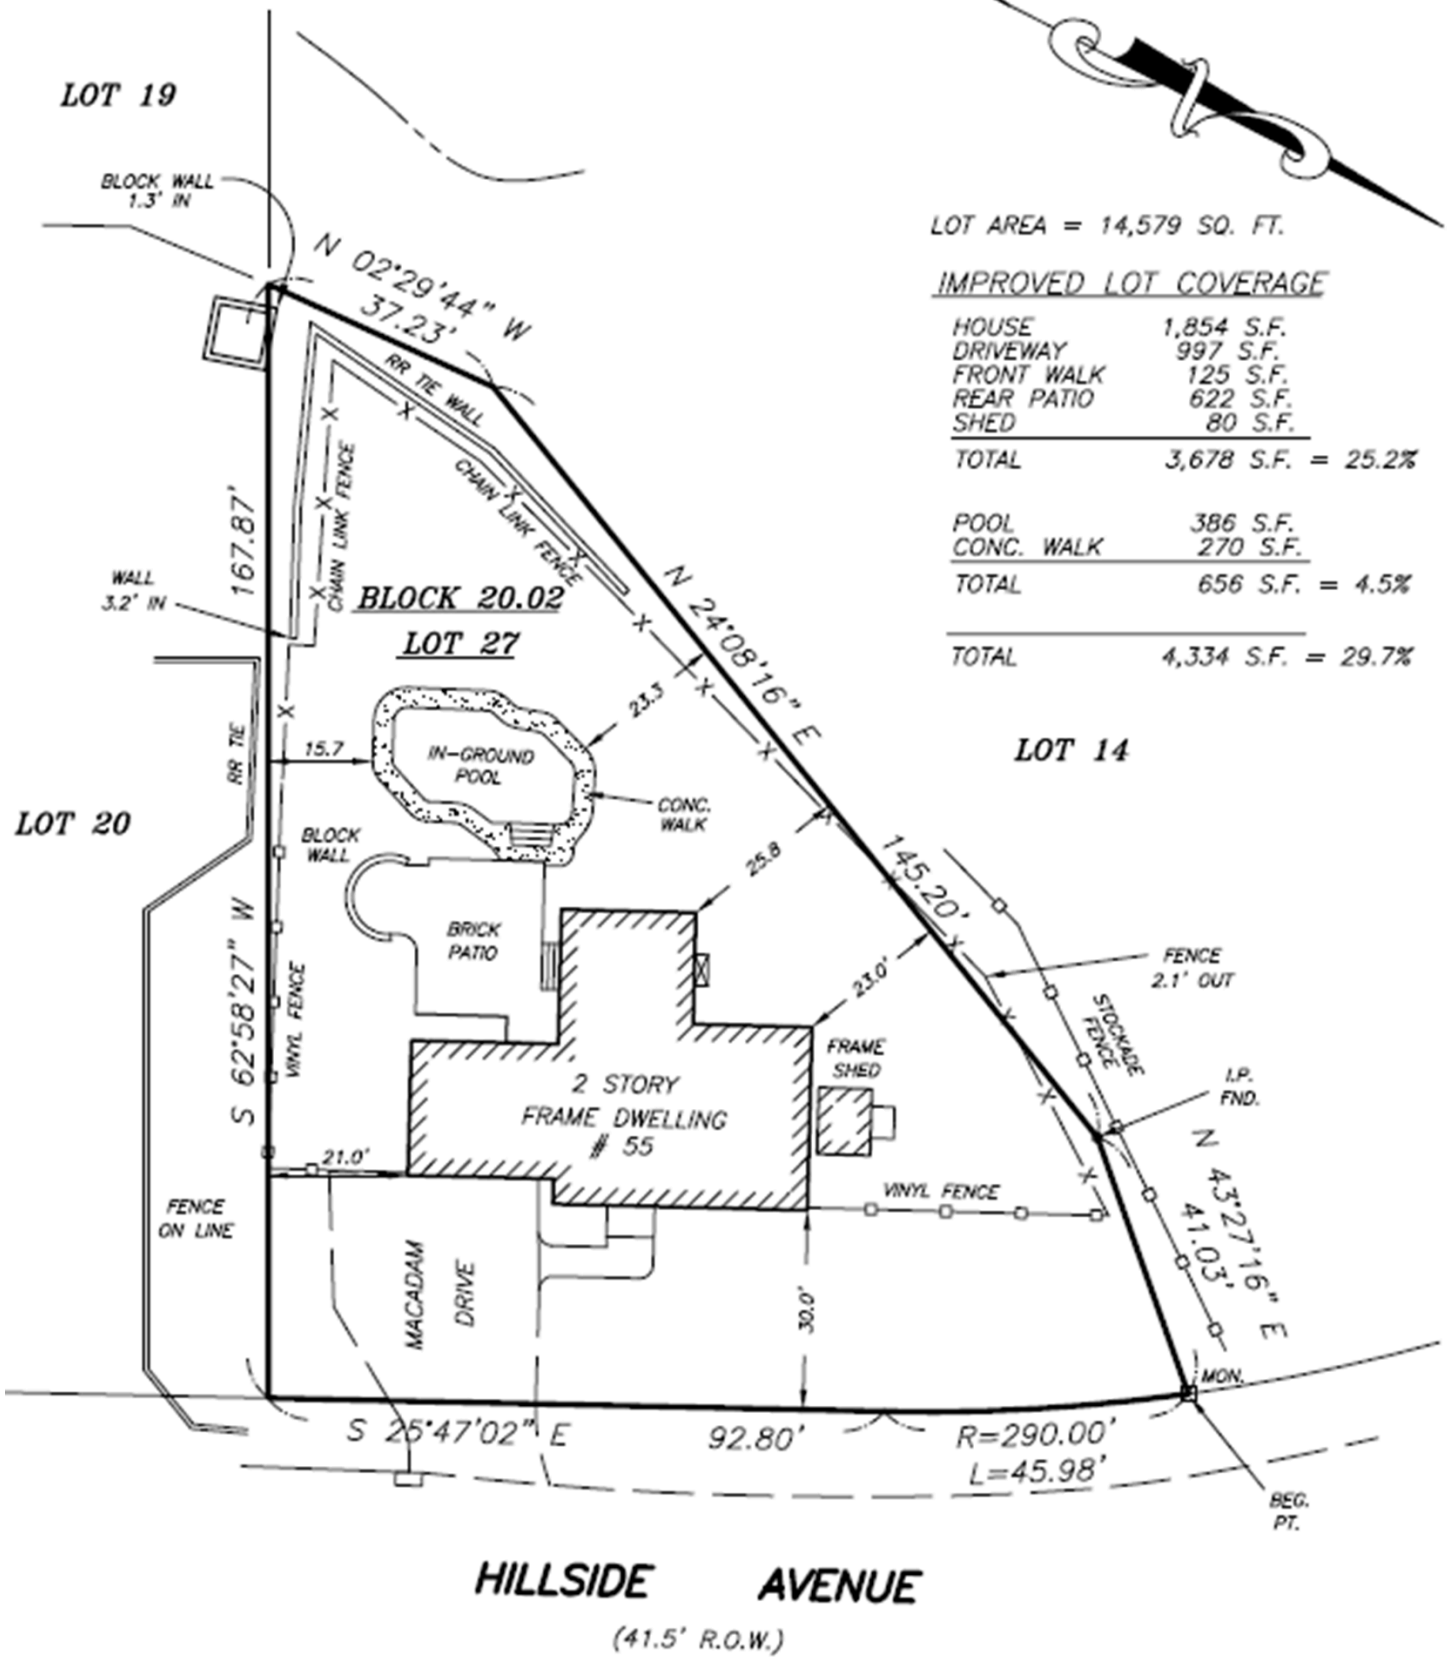 LOT 19
BLOCK WALL
1.3' IN
N 02°29'44" W
37.23'
LOT AREA = 14,579 SQ. FT.
IMPROVED LOT COVERAGE
HOUSE 1,854 S.F.
DRIVEWAY 997 S.F.
FRONT WALK 125 S.F.
REAR PATIO 622 S.F.
SHED 80 S.F.
TOTAL 3,678 S.F. = 25.2%
POOL 386 S.F.
CONC. WALK 270 S.F.
TOTAL 656 S.F. = 4.5%
TOTAL 4,334 S.F. = 29.7%
RR TIE WALL
X X X X X X X X X X X X X X X X
CHAIN LINK FENCE
CHAIN LINK FENCE
167.87'
S 62°58'27" W
WALL
3.2' IN
BLOCK 20.02
LOT 27
N 24°08'16" E
145.20'
LOT 14
23.3'
RR TIE
15.7
IN-GROUND
POOL
CONC.
WALK
LOT 20
BLOCK
WALL
25.8
BRICK
PATIO
VINYL FENCE
23.0'
FENCE
2.1' OUT
STOCKADE
FENCE
FRAME
SHED
I.P.
FND.
2 STORY
FRAME DWELLING
# 55
21.0'
VINYL FENCE
N 43°27'16" E
41.03'
FENCE
ON LINE
MACADAM
DRIVE
30.0'
MON.
S 25°47'02" E 92.80'
R=290.00'
L=45.98'
BEG.
PT.
HILLSIDE AVENUE
(41.5' R.O.W.)